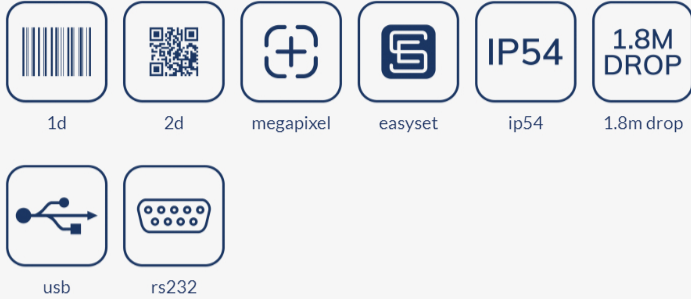 IP54
1.8M
DROP
1d
2d
megapixel
easyset
ip54
1.8m drop
usb
rs232